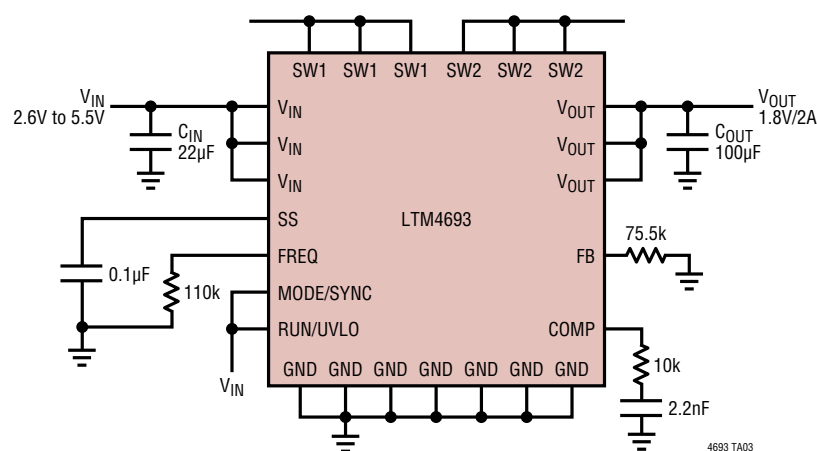 SW1 SW1 SW1 SW2 SW2 SW2
VIN
2.6V to 5.5V
CIN
22µF
VIN
VIN
VIN
VOUT
VOUT
VOUT
VOUT
1.8V/2A
COUT
100µF
SS
LTM4693
FREQ
FB
75.5k
0.1µF
110k
MODE/SYNC
RUN/UVLO
COMP
VIN
GND GND GND GND GND GND GND
10k
2.2nF
4693 TA03